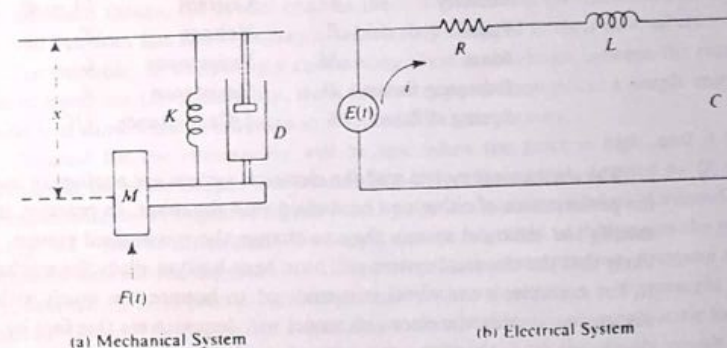 R
L
x
K
D
E(t)
i
C
M
F(t)
(a) Mechanical System
(b) Electrical System